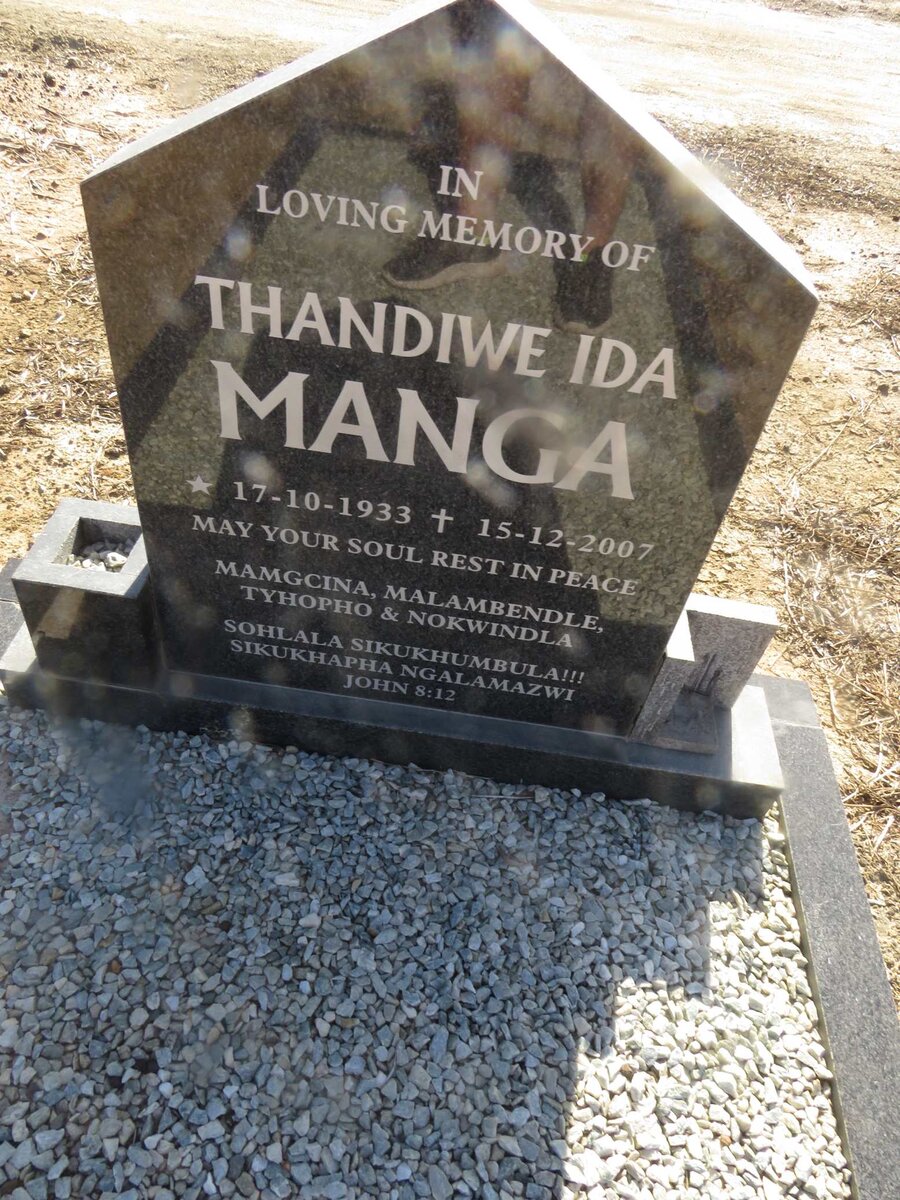 IN
LOVING MEMORY OF
THANDIWE IDA
MANGA
17-10-1933 ✝ 15-12-2007
MAY YOUR SOUL REST IN PEACE
MAMGCINA, MALAMBENDLE,
TYHOPHO & NOKWINDLA
SOHLALA SIKUKHUMBULA!!!
SIKUKHAPHA NGALAMAZWI
JOHN 8:12